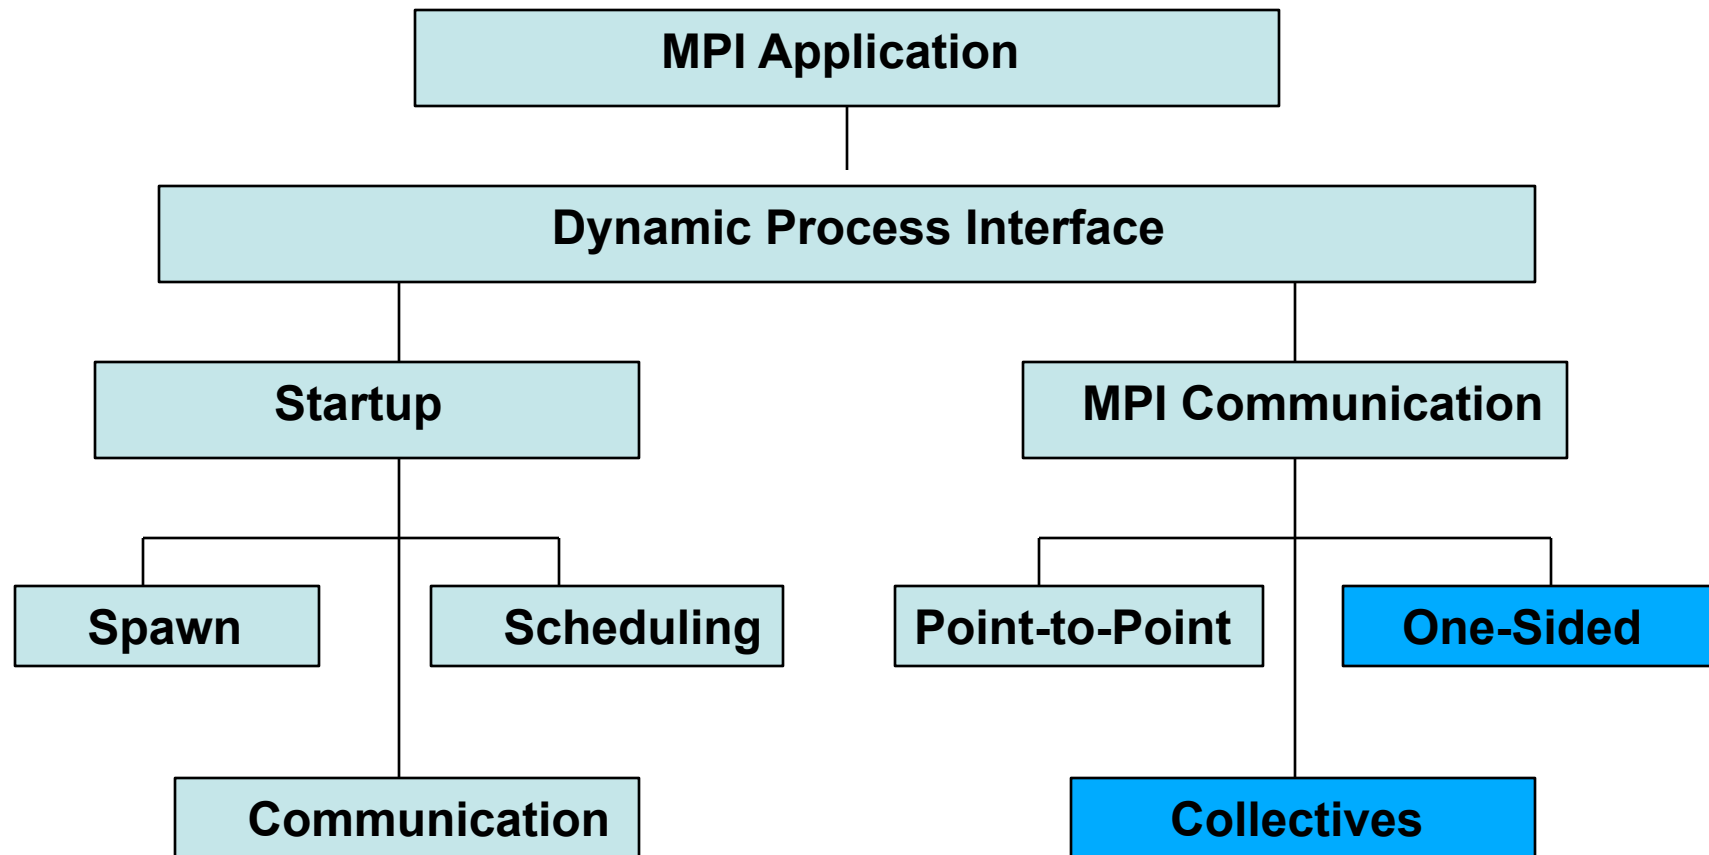 MPI Application
Dynamic Process Interface
Startup
MPI Communication
Spawn
Scheduling
Point-to-Point
One-Sided
Communication
Collectives